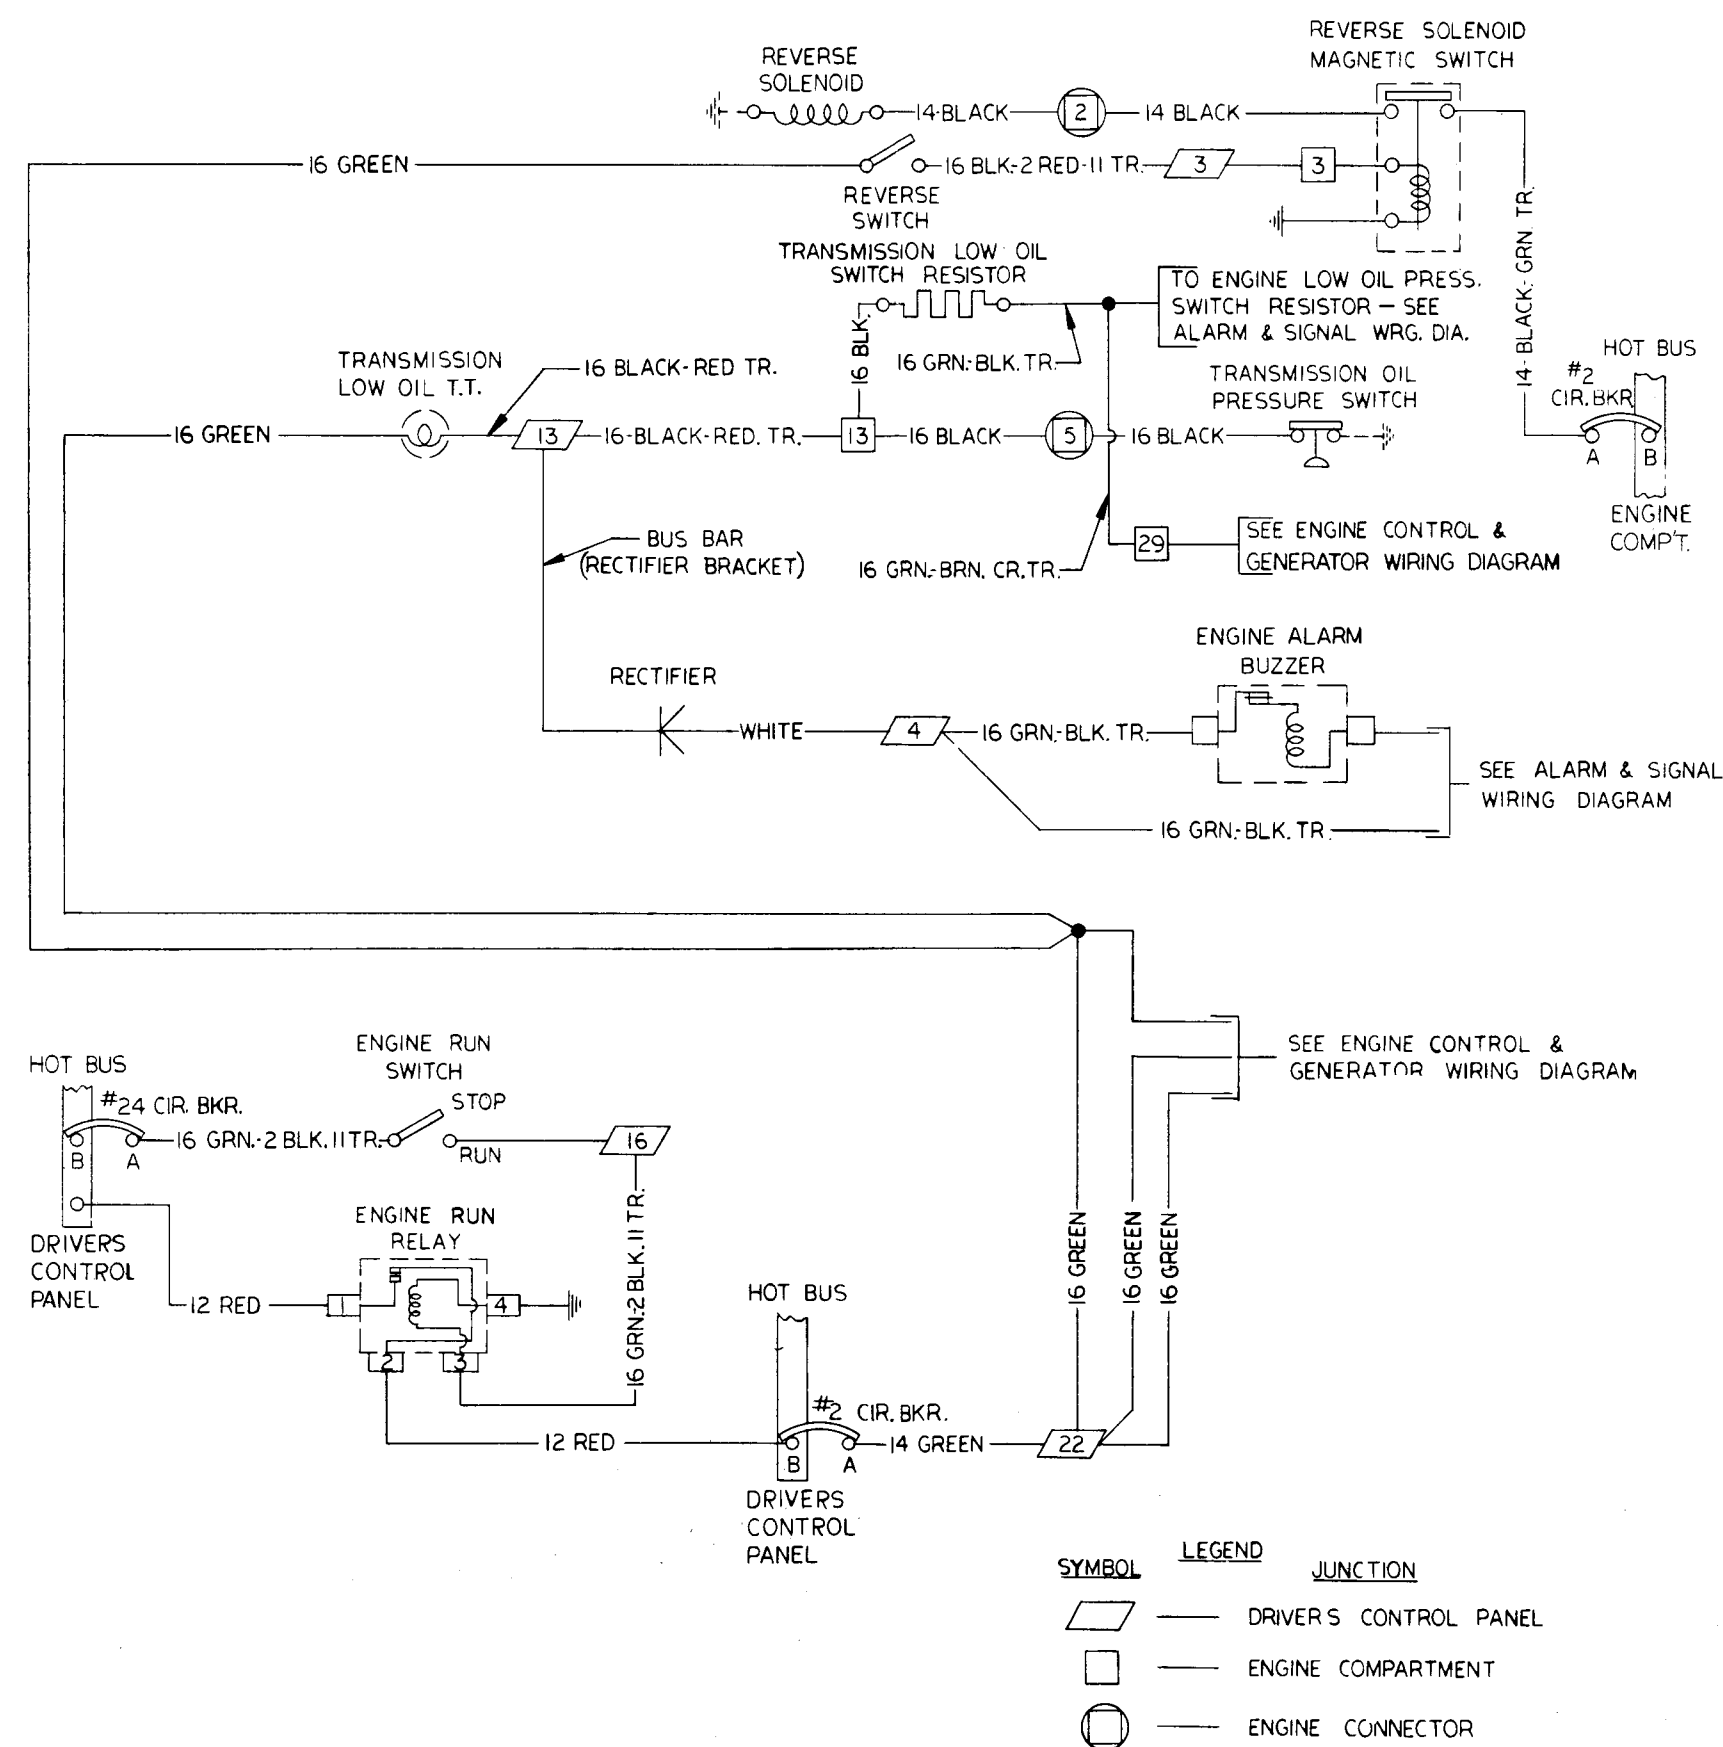 REVERSE SOLENOID
MAGNETIC SWITCH
REVERSE
SOLENOID
14-BLACK
2
14 BLACK
16 GREEN
16 BLK-2 RED-11 TR.
3
3
REVERSE
SWITCH
14-BLACK-GRN. TR.
TRANSMISSION LOW OIL
SWITCH RESISTOR
TO ENGINE LOW OIL PRESS.
SWITCH RESISTOR – SEE
ALARM & SIGNAL WRG. DIA.
16 BLK.
16 GRN-BLK. TR.
TRANSMISSION
LOW OIL T.T.
16 BLACK-RED TR.
TRANSMISSION OIL
PRESSURE SWITCH
HOT BUS
#2
CIR. BKR.
16 GREEN
13
16-BLACK-RED. TR.
13
16 BLACK
5
16 BLACK
A
B
ENGINE
COMP'T.
BUS BAR
(RECTIFIER BRACKET)
16 GRN.-BRN. CR. TR.
29
SEE ENGINE CONTROL &
GENERATOR WIRING DIAGRAM
ENGINE ALARM
BUZZER
RECTIFIER
WHITE
4
16 GRN.-BLK. TR.
SEE ALARM & SIGNAL
WIRING DIAGRAM
16 GRN.-BLK. TR.
SEE ENGINE CONTROL &
GENERATOR WIRING DIAGRAM
HOT BUS
#24 CIR. BKR.
ENGINE RUN
SWITCH
STOP
16 GRN.-2 BLK. 11 TR.
RUN
16
B
A
DRIVERS
CONTROL
PANEL
ENGINE RUN
RELAY
12 RED
1
4
2
3
16 GRN.-2 BLK. 11 TR.
16 GREEN
16 GREEN
16 GREEN
HOT BUS
#2 CIR. BKR.
12 RED
B
A
14 GREEN
22
DRIVERS
CONTROL
PANEL
LEGEND
SYMBOL
JUNCTION
DRIVERS CONTROL PANEL
ENGINE COMPARTMENT
ENGINE CONNECTOR